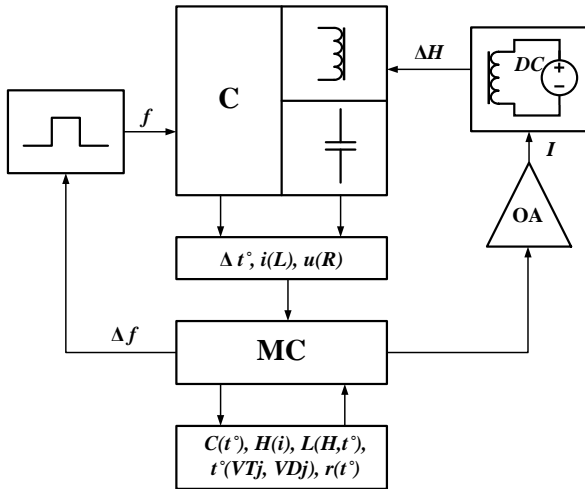 ΔH
DC
C
f
I
OA
Δ t°, i(L), u(R)
Δf
MC
C(t°), H(i), L(H,t°),
t°(VTj, VDj), r(t°)